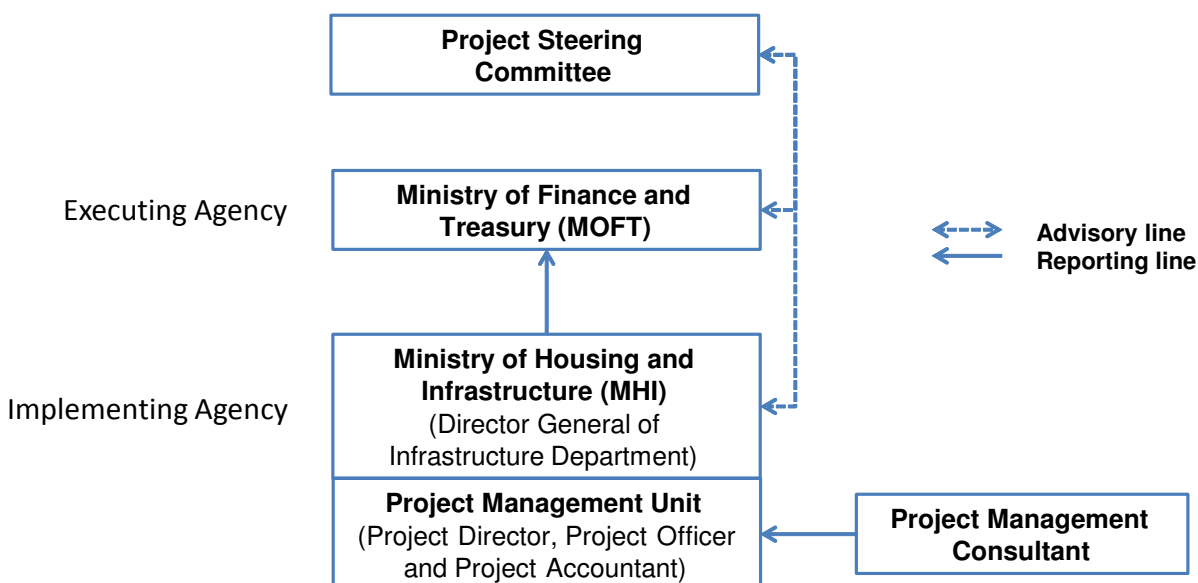 Project Steering
Committee
Executing Agency
Ministry of Finance and
Treasury (MOFT)
Advisory line
Reporting line
Implementing Agency
Ministry of Housing and
Infrastructure (MHI)
(Director General of
Infrastructure Department)
Project Management Unit
(Project Director, Project Officer
and Project Accountant)
Project Management
Consultant